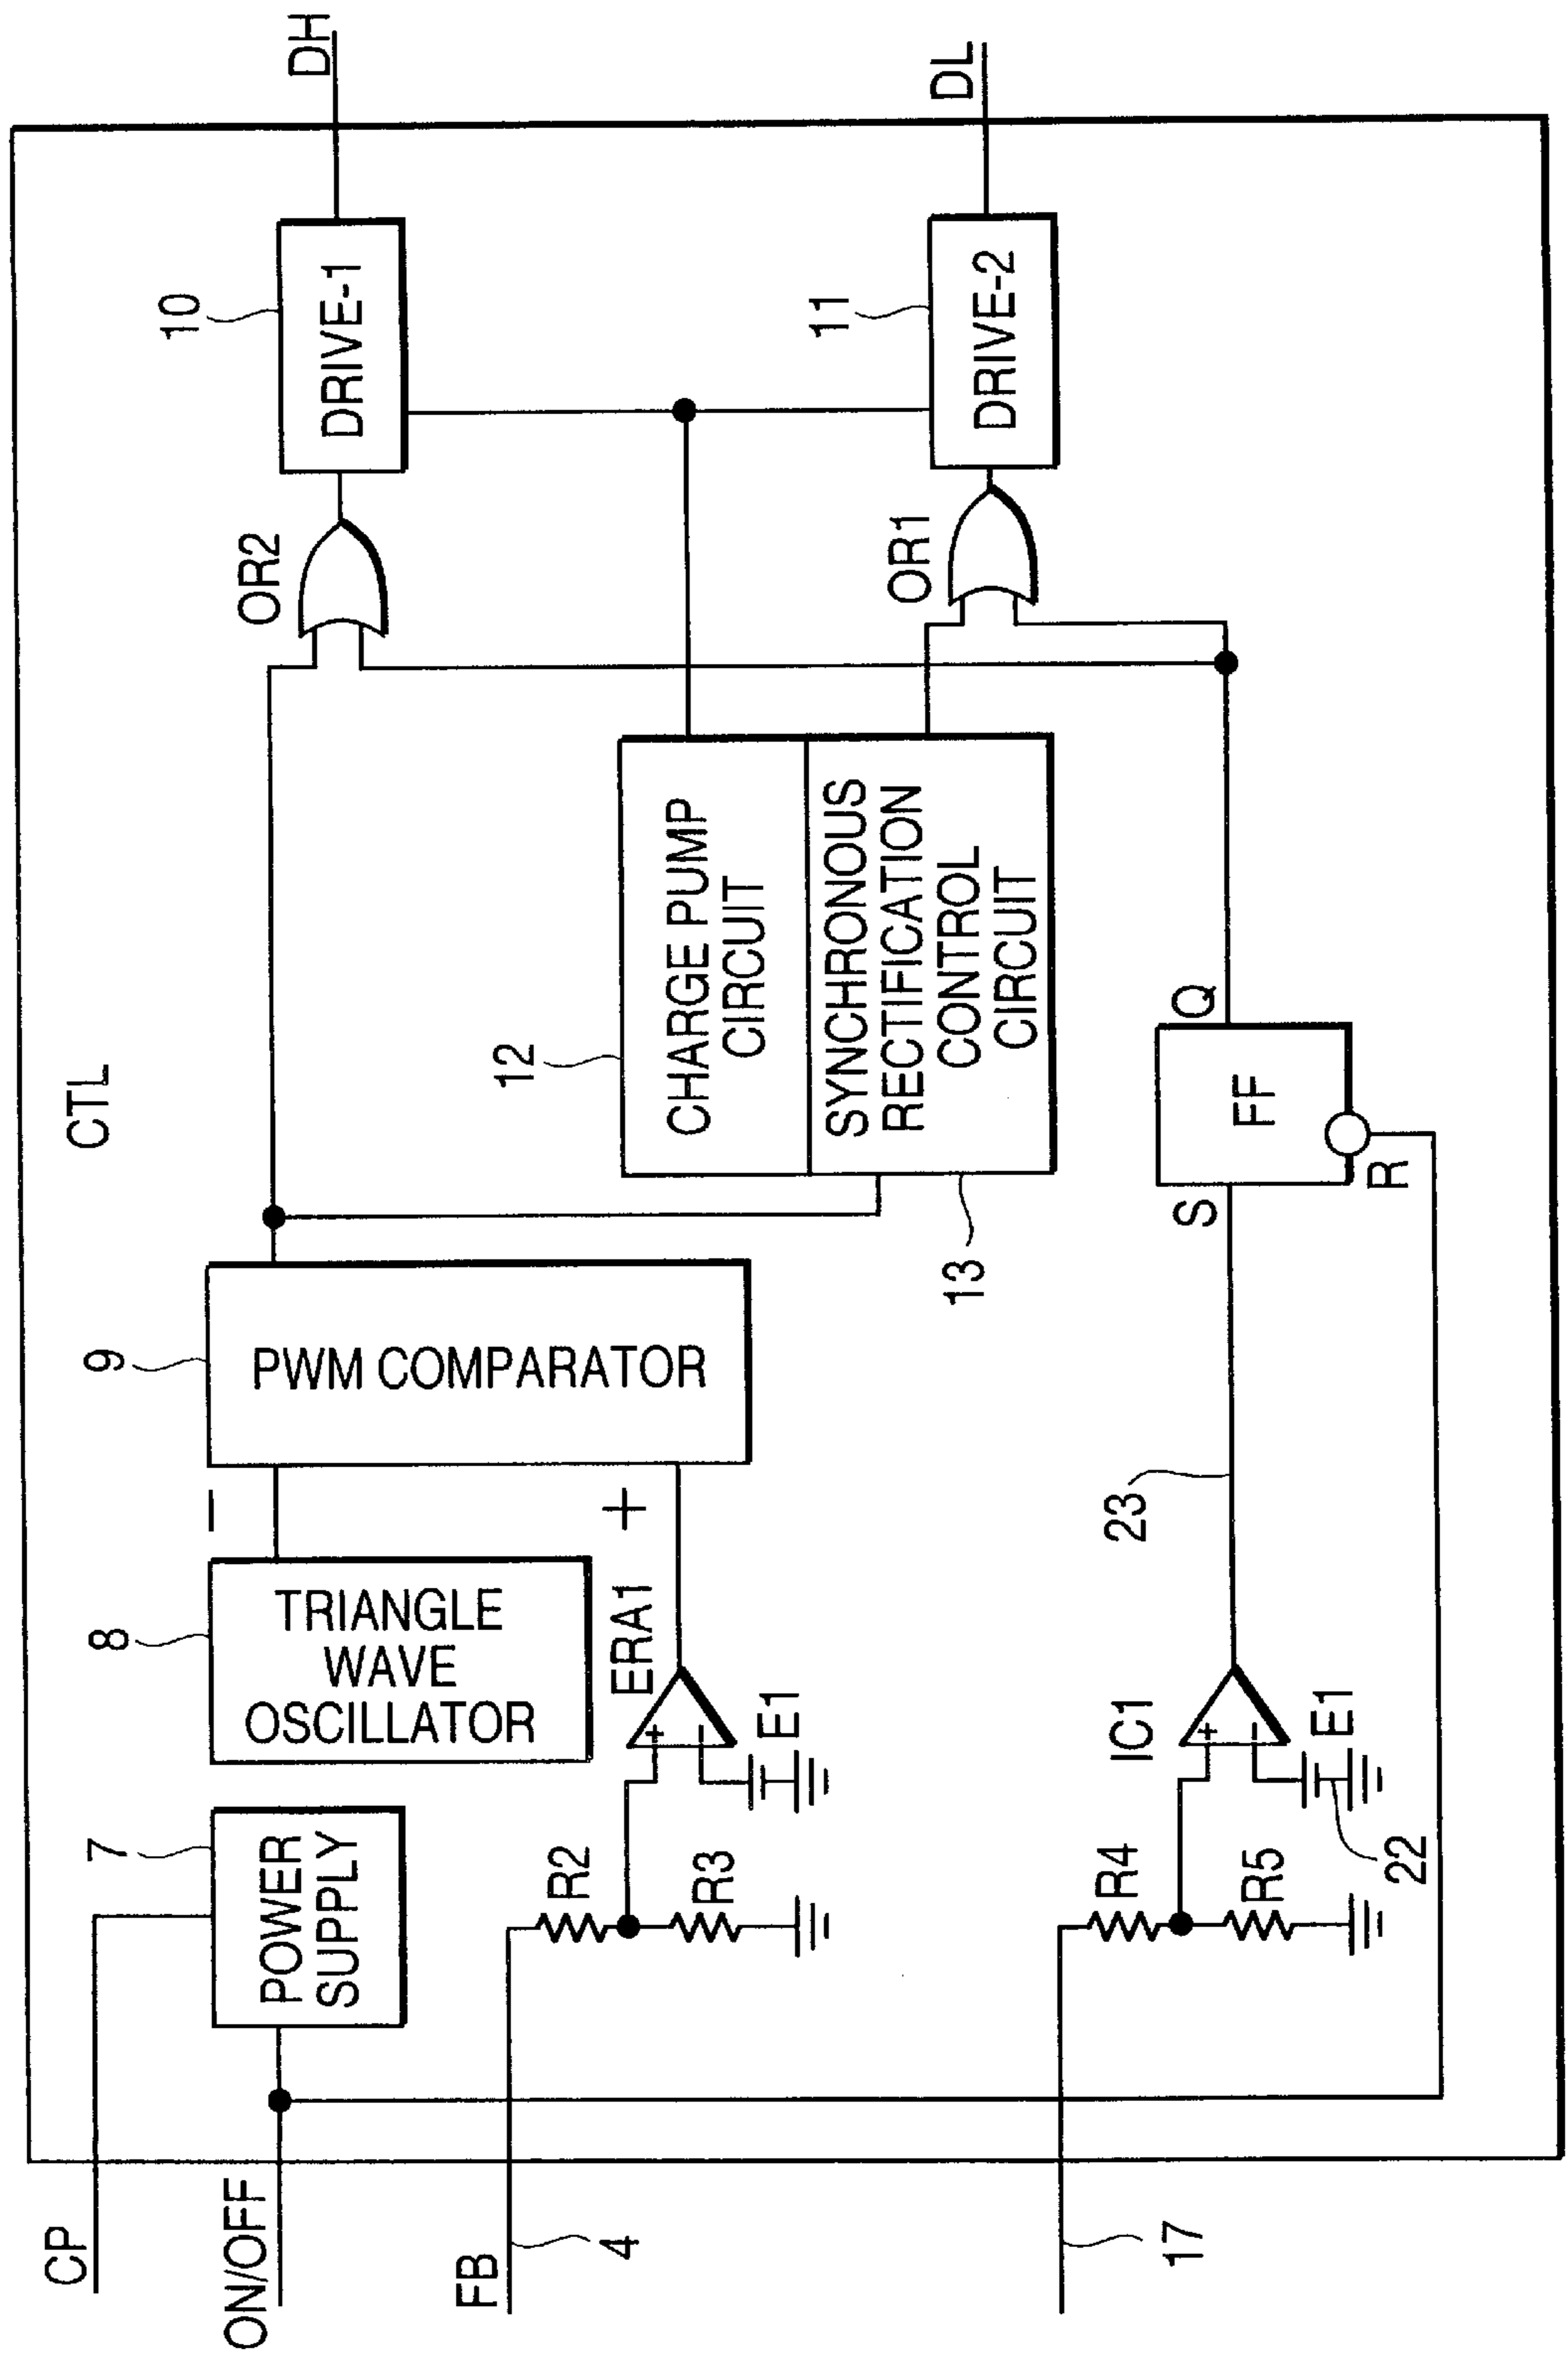 CTL
CP
ON/OFF
7
POWER
SUPPLY
8
TRIANGLE
WAVE
OSCILLATOR
−
9
PWM COMPARATOR
OR2
10
DRIVE-1
DH
FB
4
R2
R3
+
−
ERA1
E1
+
12
CHARGE PUMP
CIRCUIT
13
SYNCHRONOUS
RECTIFICATION
CONTROL
CIRCUIT
OR1
11
DRIVE-2
DL
17
R4
R5
22
IC1
+
−
E1
23
S
FF
Q
R